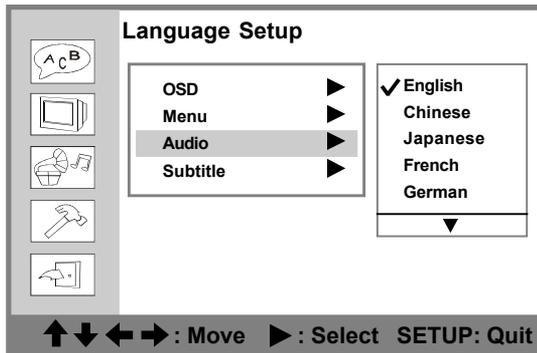 Language Setup
A C B
OSD
Menu
Audio
Subtitle
English
Chinese
Japanese
French
German
: Move : Select SETUP: Quit